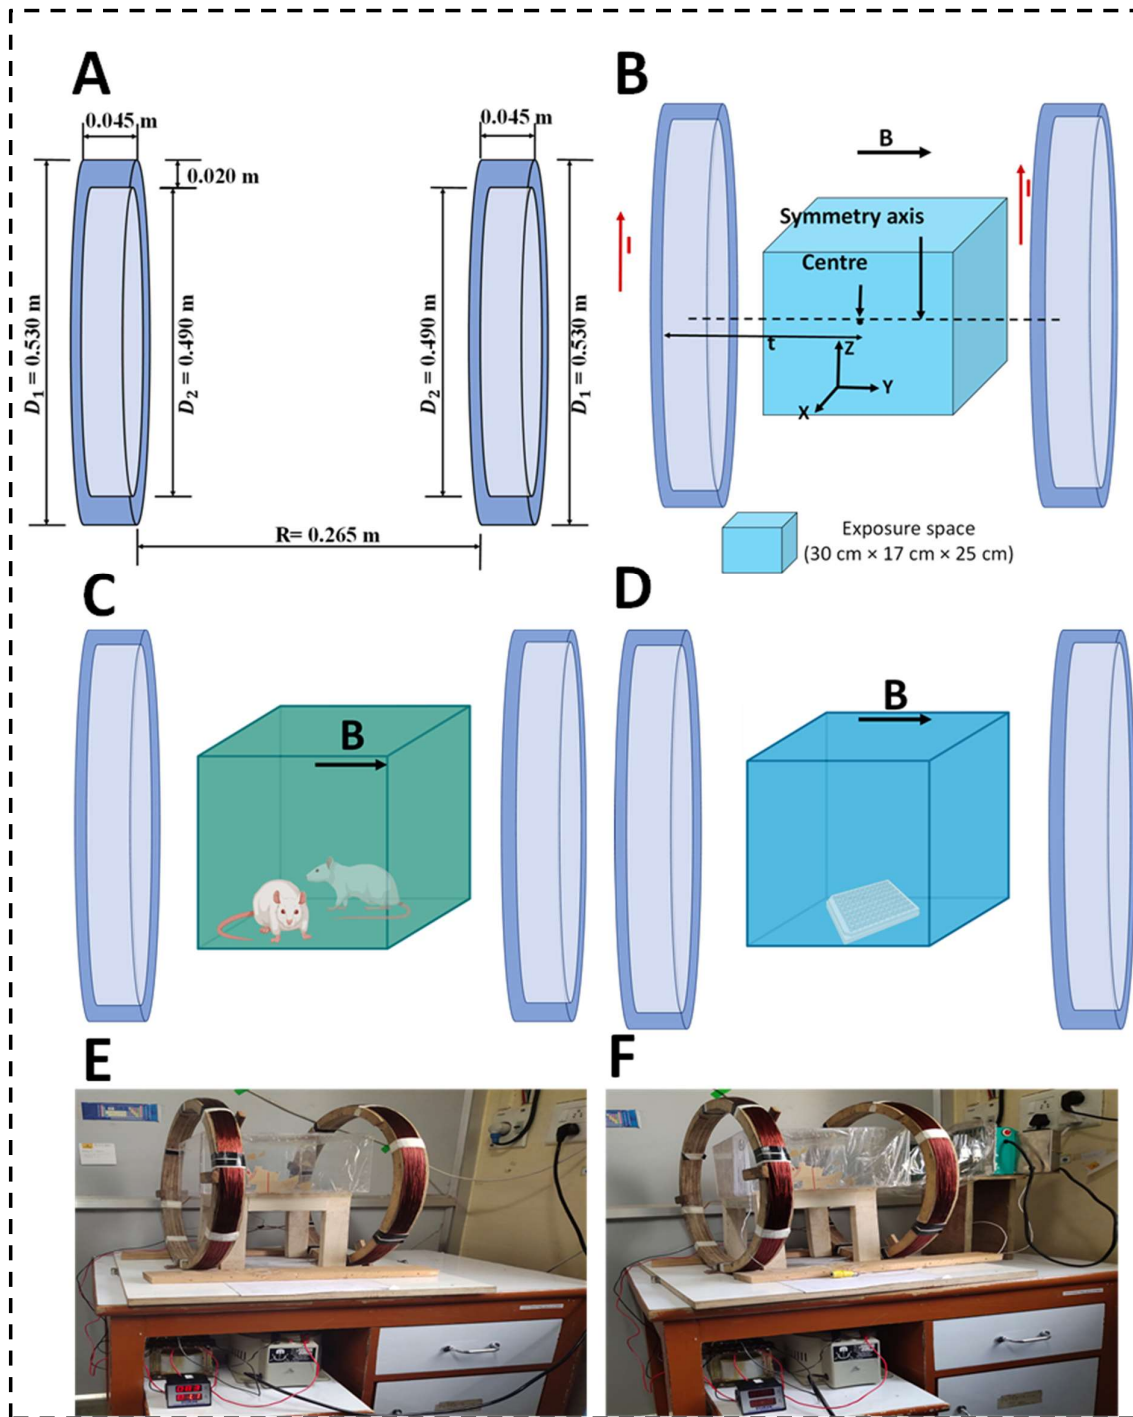 A
0.045 m
0.045 m
0.020 m
D₁ = 0.530 m
D₂ = 0.490 m
D₂ = 0.490 m
D₁ = 0.530 m
R= 0.265 m
B
B
I
I
Symmetry axis
Centre
t
Z
Y
X
Exposure space
(30 cm × 17 cm × 25 cm)
C
B
D
B
E
F